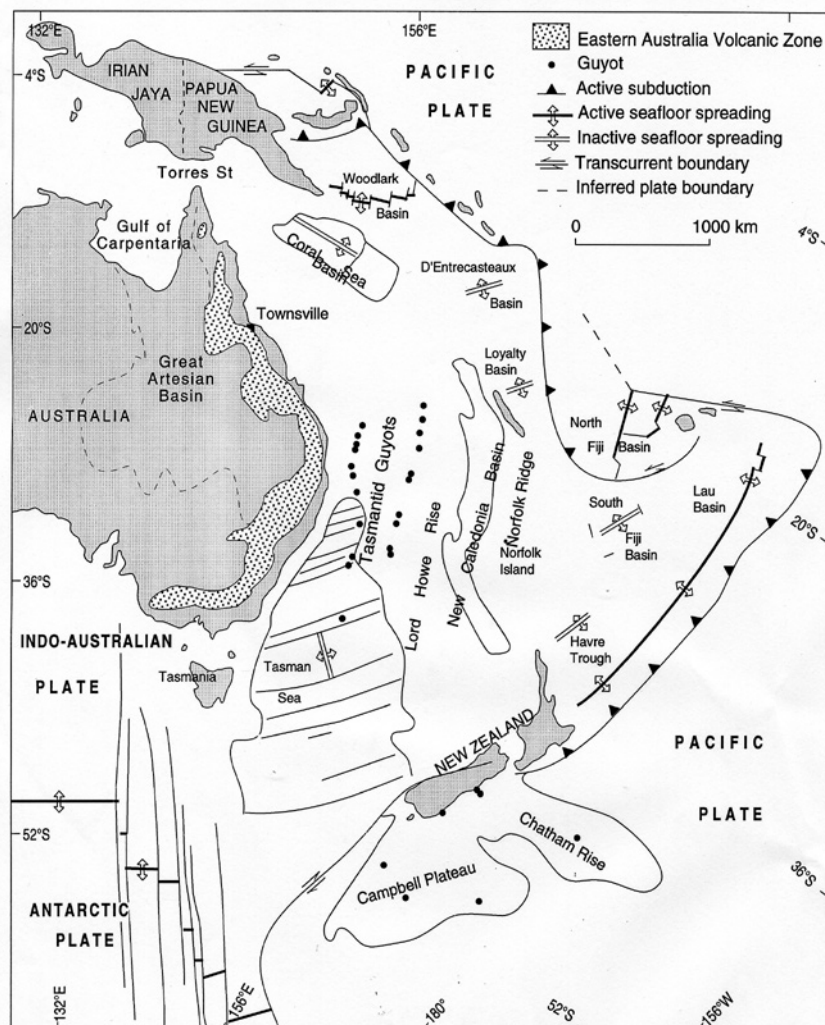 132°E
156°E
4°S
IRIAN
JAYA
PAPUA
NEW
GUINEA
PACIFIC
PLATE
Eastern Australia Volcanic Zone
Guyot
Active subduction
Active seafloor spreading
Inactive seafloor spreading
Transcurrent boundary
Inferred plate boundary
0 1000 km
Torres St
Woodlark
Basin
Gulf of
Carpentaria
Coral Sea
Basin
4°S
D'Entrecasteaux
Basin
20°S
Townsville
Great
Artesian
Basin
Loyalty
Basin
AUSTRALIA
North
Fiji Basin
Tasmantid Guyots
Lord Howe Rise
New Caledonia Basin
Norfolk Ridge
Norfolk
Island
South
Fiji
Basin
Lau
Basin
20°S
36°S
INDO-AUSTRALIAN
PLATE
Tasmania
Tasman
Sea
Havre
Trough
NEW ZEALAND
PACIFIC
PLATE
52°S
Chatham Rise
Campbell Plateau
36°S
ANTARCTIC
PLATE
132°E
156°E
180°
52°S
156°W